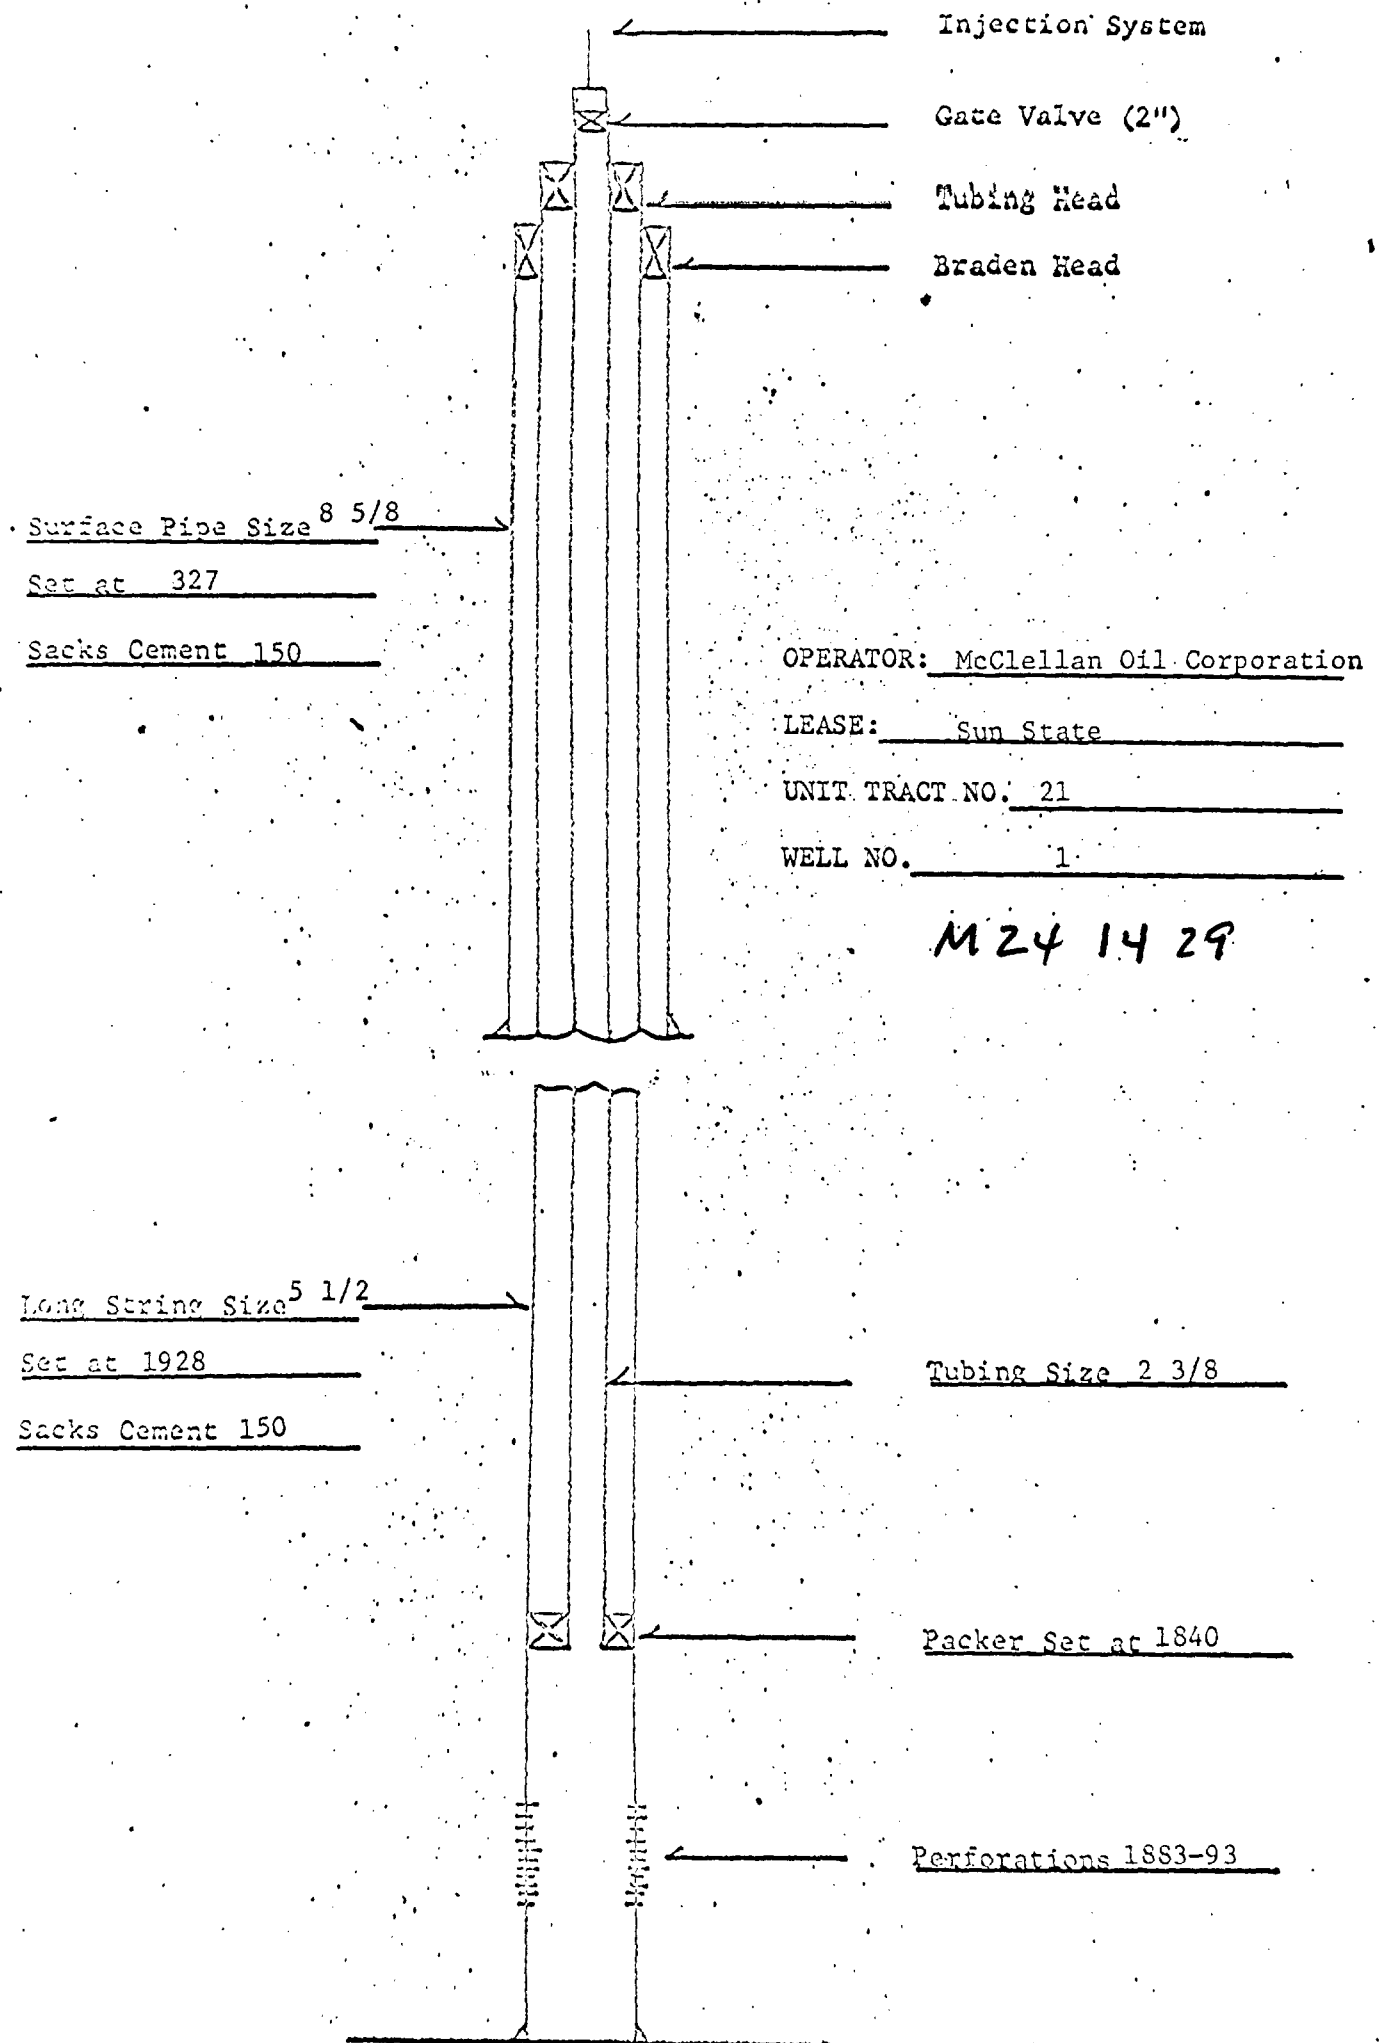 Injection System
Gate Valve (2")
Tubing Head
Braden Head
Surface Pipe Size 8 5/8
Set at 327
Sacks Cement 150
OPERATOR: McClellan Oil Corporation
LEASE: Sun State
UNIT TRACT NO. 21
WELL NO. 1
M 24 14 29
Long String Size 5 1/2
Set at 1928
Sacks Cement 150
Tubing Size 2 3/8
Packer Set at 1840
Perforations 1883-93